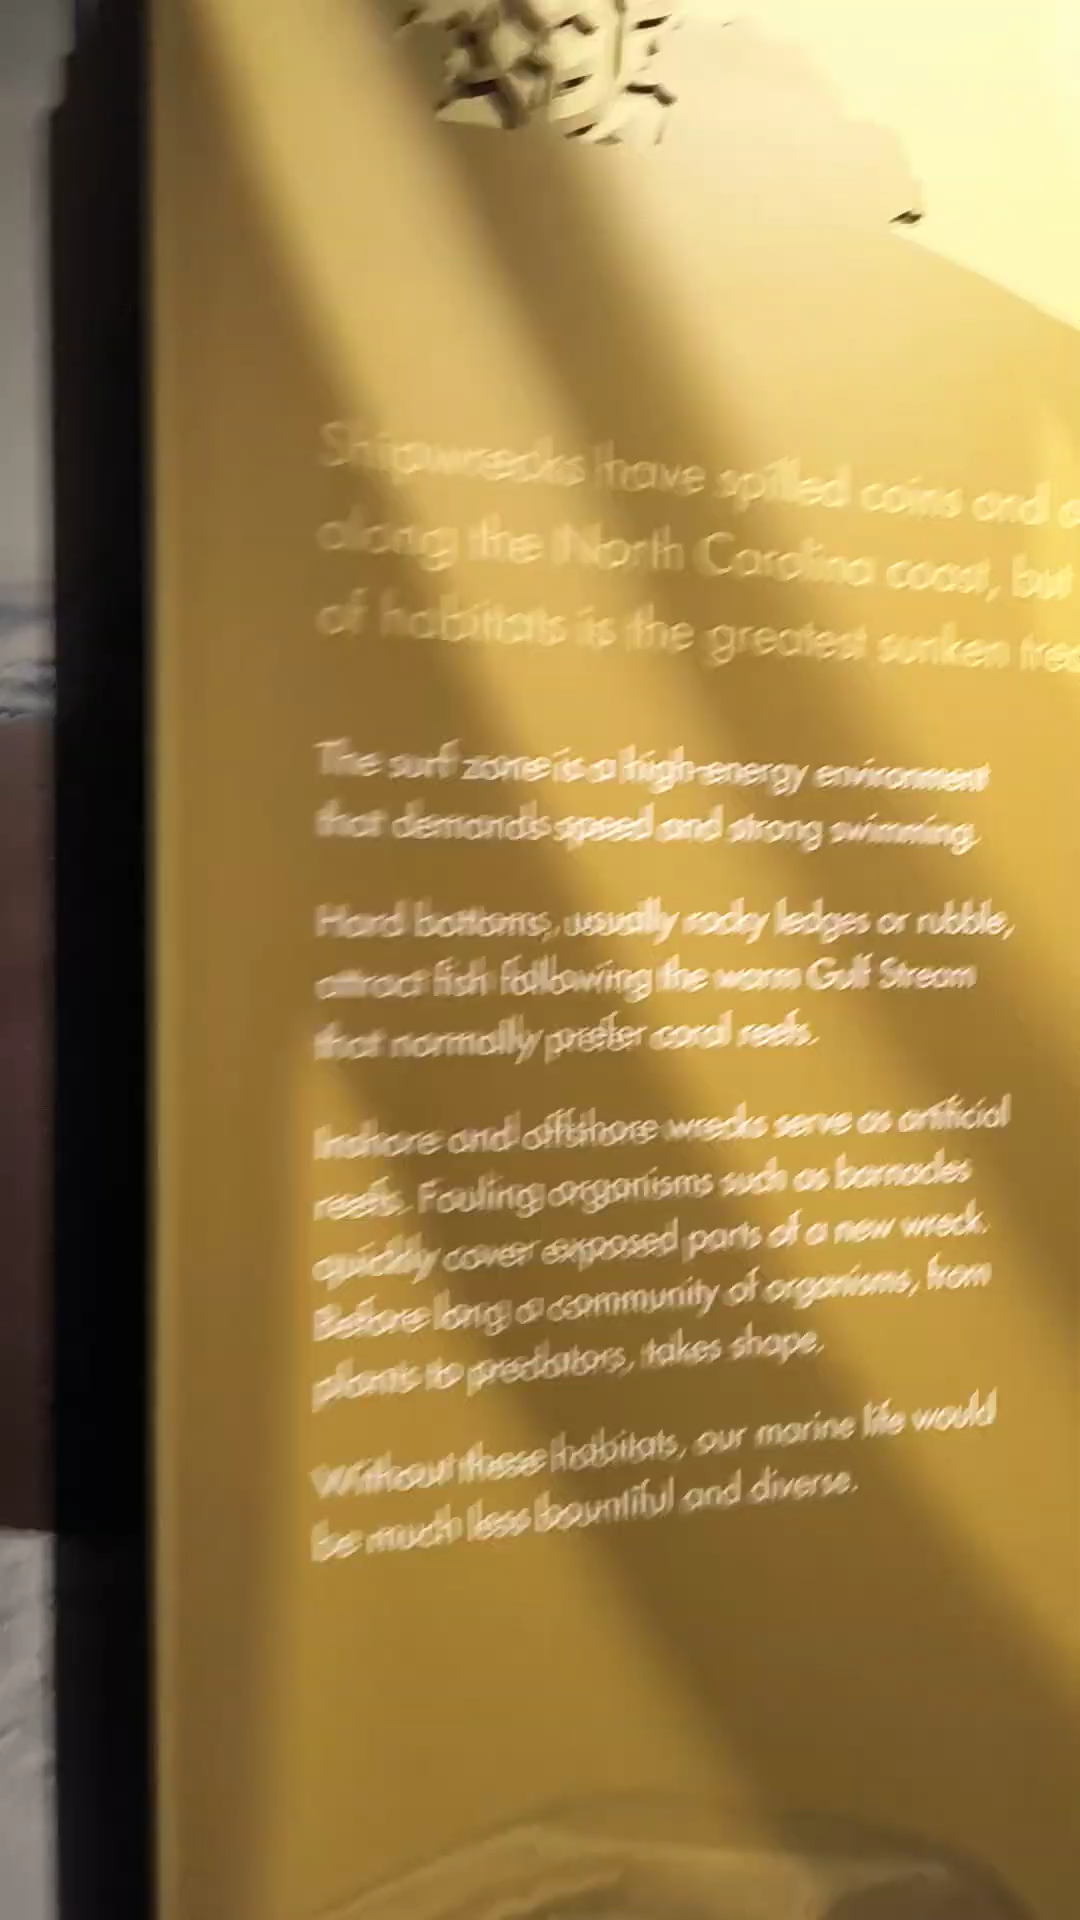 Shipwrecks have spilled coins and
along the North Carolina coast, but
of habitats is the greatest sunken
The surf zone is a high-energy environment
that demands speed and strong swimming.
Hard bottoms, usually rocky ledges or rubble,
attract fish following the warm Gulf Stream
that normally prefer coral reefs.
Inshore and offshore wrecks serve as artificial
reefs. Fouling organisms such as barnacles
quickly cover exposed parts of a new wreck.
Before long a community of organisms, from
plants to predators, takes shape.
Without these habitats, our marine life would
be much less bountiful and diverse.